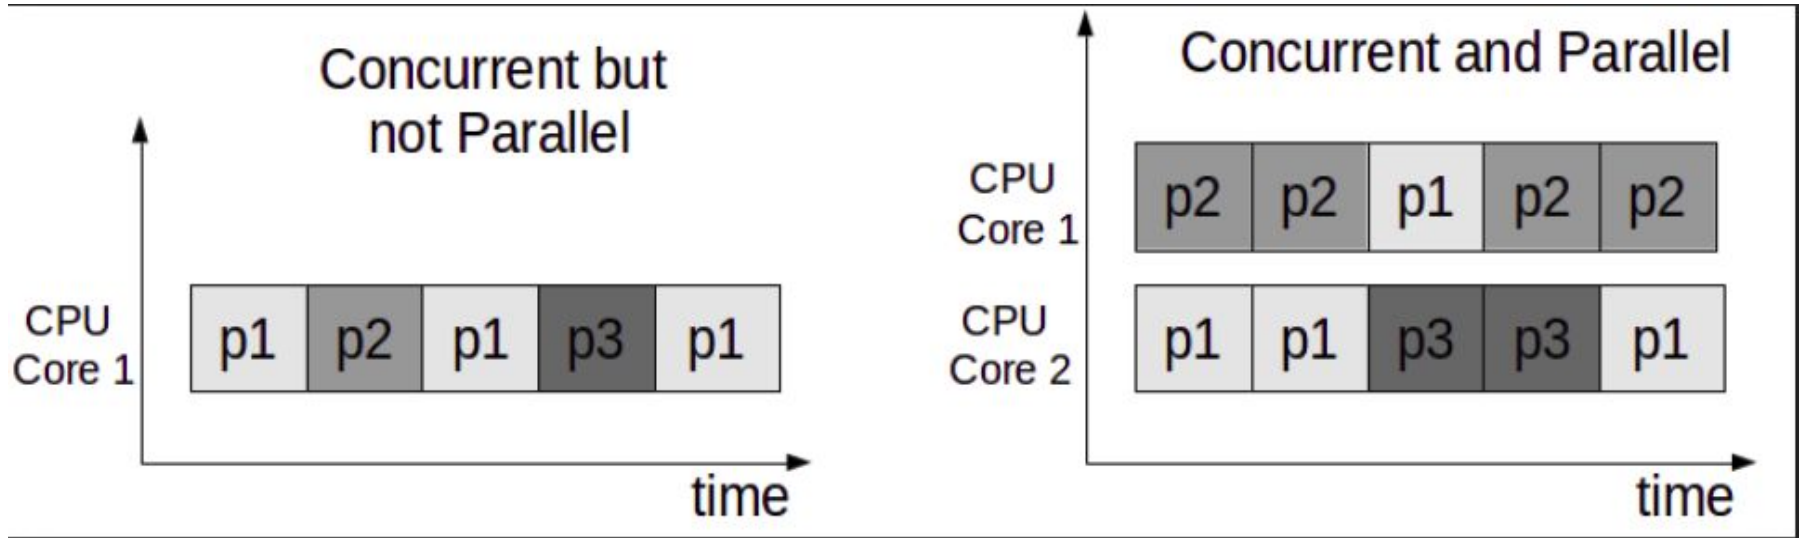 Concurrent but
not Parallel
CPU
Core 1
p1 p2 p1 p3 p1
time
Concurrent and Parallel
CPU
Core 1
p2 p2 p1 p2 p2
CPU
Core 2
p1 p1 p3 p3 p1
time